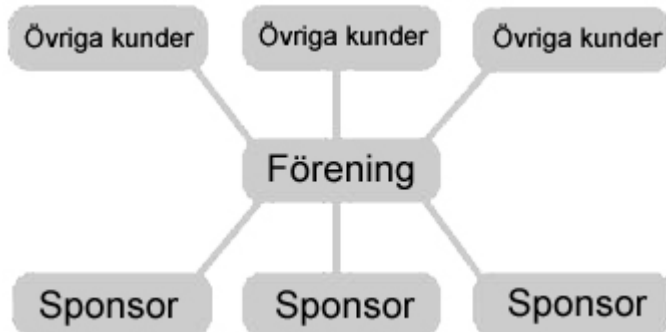 Övriga kunder
Övriga kunder
Övriga kunder
Förening
Sponsor
Sponsor
Sponsor